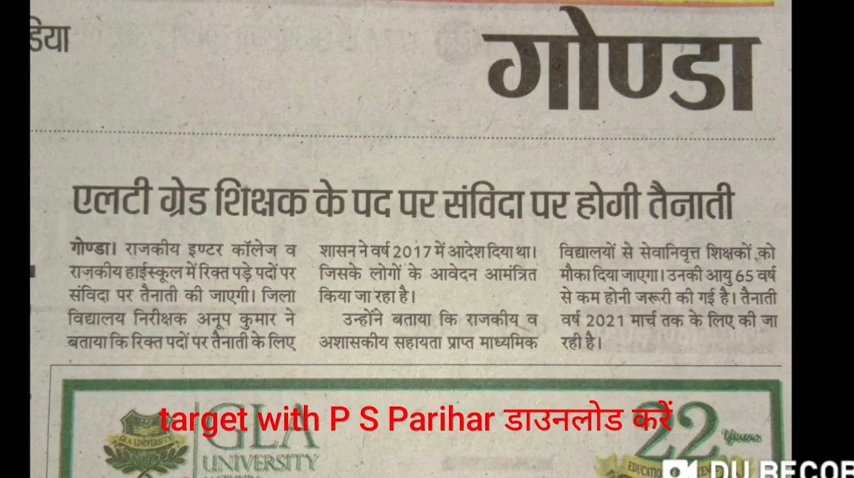 डिया
गोण्डा
एलटी ग्रेड शिक्षक के पद पर संविदा पर होगी तैनाती
गोण्डा। राजकीय इण्टर कॉलेज व
राजकीय हाईस्कूल में रिक्त पड़े पदों पर
संविदा पर तैनाती की जाएगी। जिला
विद्यालय निरीक्षक अनूप कुमार ने
बताया कि रिक्त पदों पर तैनाती के लिए
शासन ने वर्ष 2017 में आदेश दिया था।
जिसके लोगों के आवेदन आमंत्रित
किया जा रहा है।
उन्होंने बताया कि राजकीय व
अशासकीय सहायता प्राप्त माध्यमिक
विद्यालयों से सेवानिवृत्त शिक्षकों को
मौका दिया जाएगा। उनकी आयु 65 वर्ष
से कम होनी जरूरी की गई है। तैनाती
वर्ष 2021 मार्च तक के लिए की जा
रही है।
target with P S Parihar डाउनलोड करें
GLA
UNIVERSITY
22
Years
DU RECOR